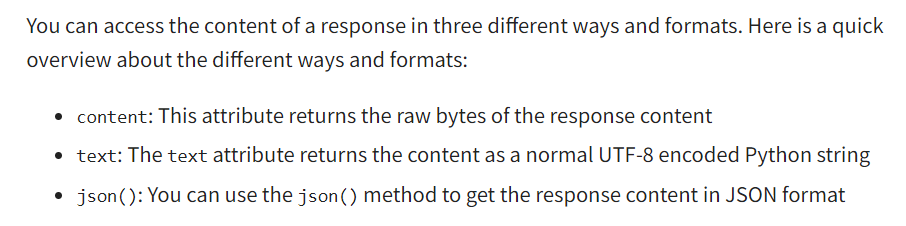 You can access the content of a response in three different ways and formats. Here is a quick
overview about the different ways and formats:
• content: This attribute returns the raw bytes of the response content
• text: The text attribute returns the content as a normal UTF-8 encoded Python string
• json(): You can use the json() method to get the response content in JSON format